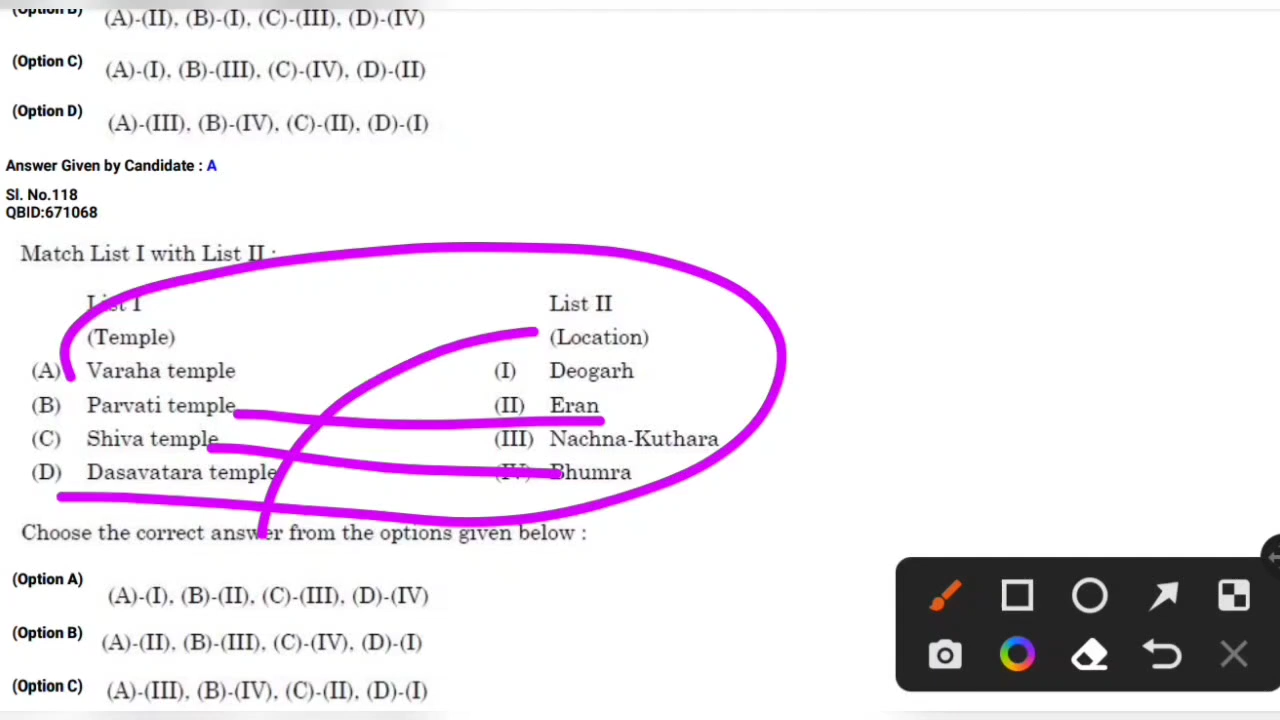 (Option B) (A)-(II), (B)-(I), (C)-(III), (D)-(IV)
(Option C) (A)-(I), (B)-(III), (C)-(IV), (D)-(II)
(Option D) (A)-(III), (B)-(IV), (C)-(II), (D)-(I)
Answer Given by Candidate : A
Sl. No.118
QBID:671068
Match List I with List II :
List I List II
(Temple) (Location)
(A) Varaha temple (I) Deogarh
(B) Parvati temple (II) Eran
(C) Shiva temple (III) Nachna-Kuthara
(D) Dasavatara temple (IV) Bhumra
Choose the correct answer from the options given below :
(Option A) (A)-(I), (B)-(II), (C)-(III), (D)-(IV)
(Option B) (A)-(II), (B)-(III), (C)-(IV), (D)-(I)
(Option C) (A)-(III), (B)-(IV), (C)-(II), (D)-(I)